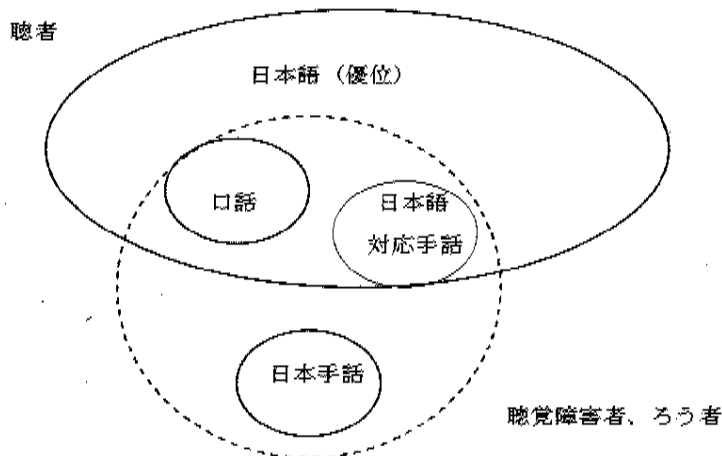 聴者
日本語（優位）
口話
日本語
対応手話
日本手話
聴覚障害者、ろう者